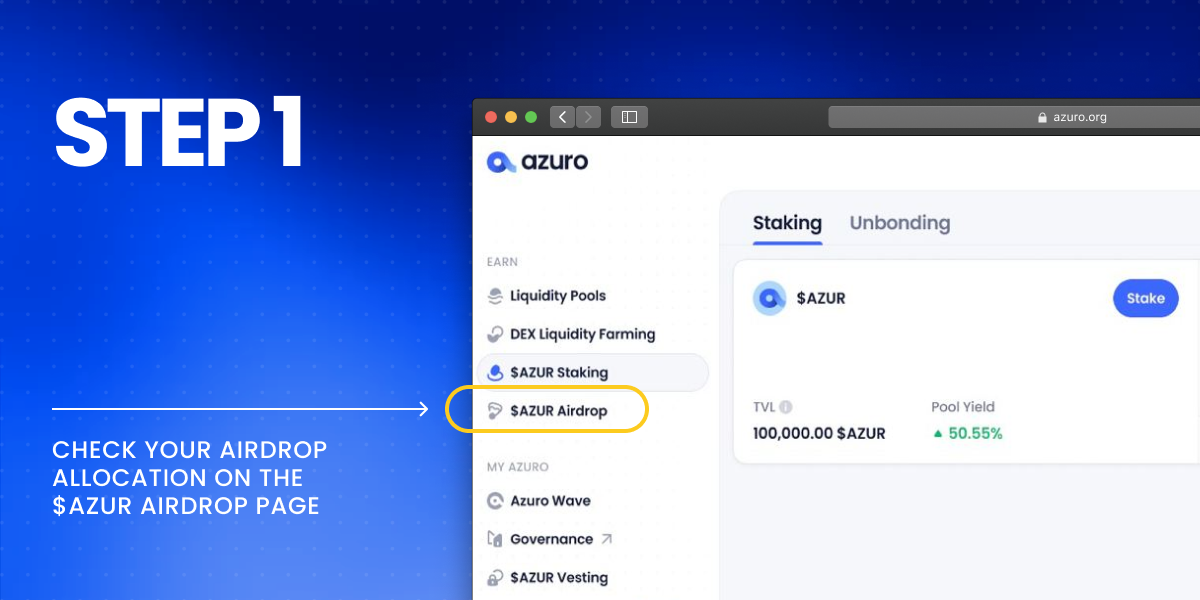 STEP 1
CHECK YOUR AIRDROP
ALLOCATION ON THE
$AZUR AIRDROP PAGE
azuro.org
azuro
EARN
Liquidity Pools
DEX Liquidity Farming
$AZUR Staking
$AZUR Airdrop
MY AZURO
Azuro Wave
Governance
$AZUR Vesting
Staking Unbonding
$AZUR Stake
TVL Pool Yield
100,000.00 $AZUR 50.55%